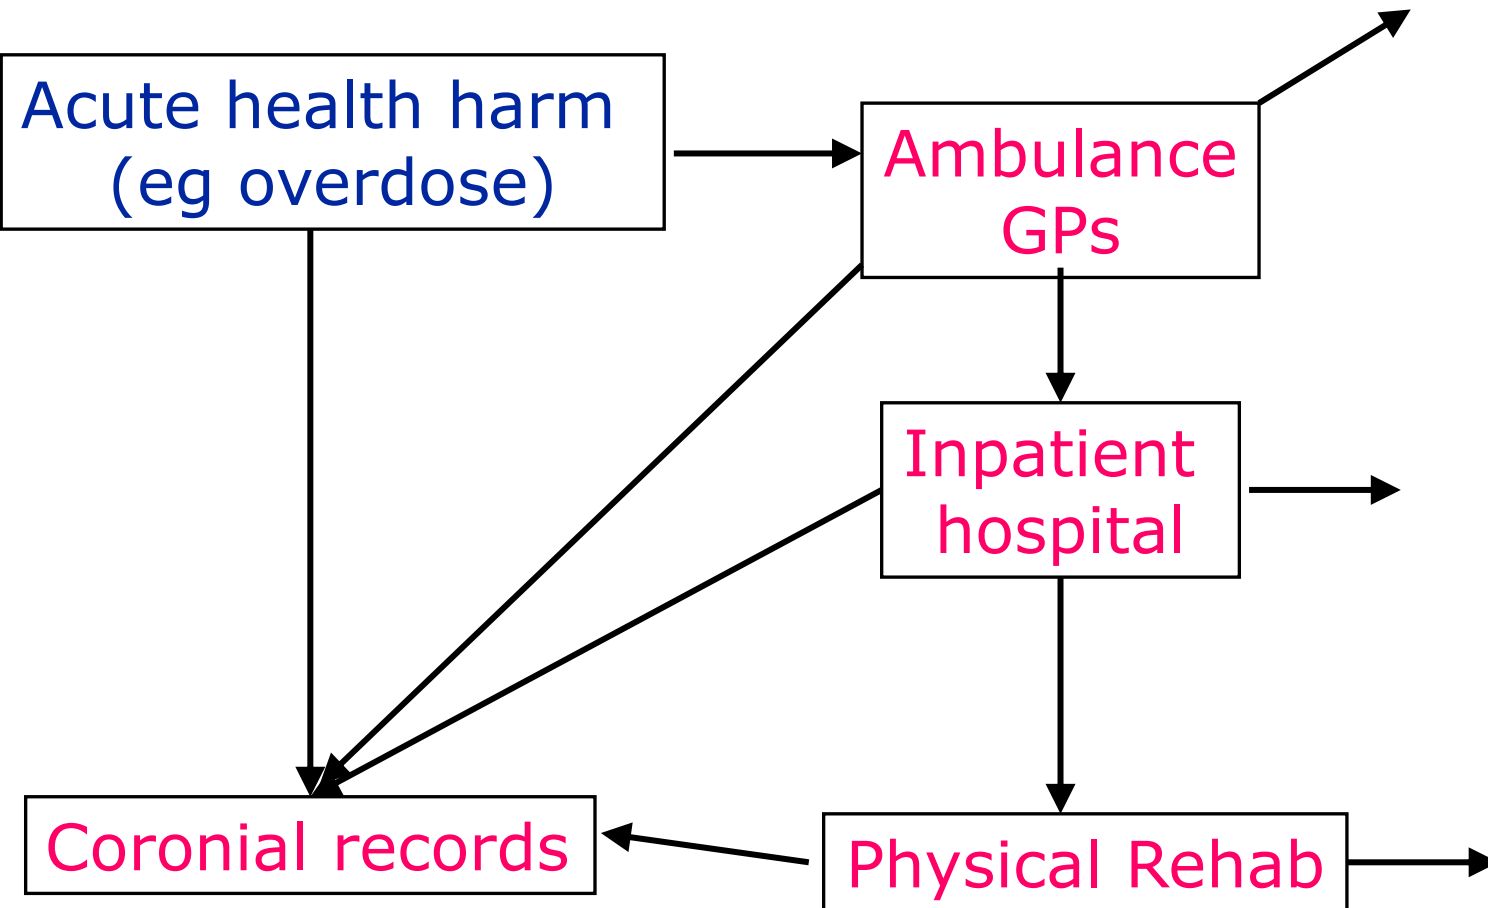 Acute health harm
(eg overdose)
Ambulance
GPs
Inpatient
hospital
Coronial records
Physical Rehab